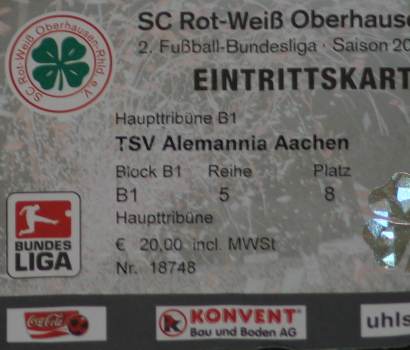 SC Rot-Weiß Oberhause
2. Fußball-Bundesliga · Saison 20
EINTRITTSKART
SC Rot-Weiß Oberhausen-Rhld. e.V.
Haupttribüne B1
TSV Alemannia Aachen
Block B1 Reihe Platz
B1 5 8
Haupttribüne
€ 20,00 incl. MWSt
Nr. 18748
BUNDES
LIGA
Coca-Cola
KONVENT
Bau und Boden AG
uhls